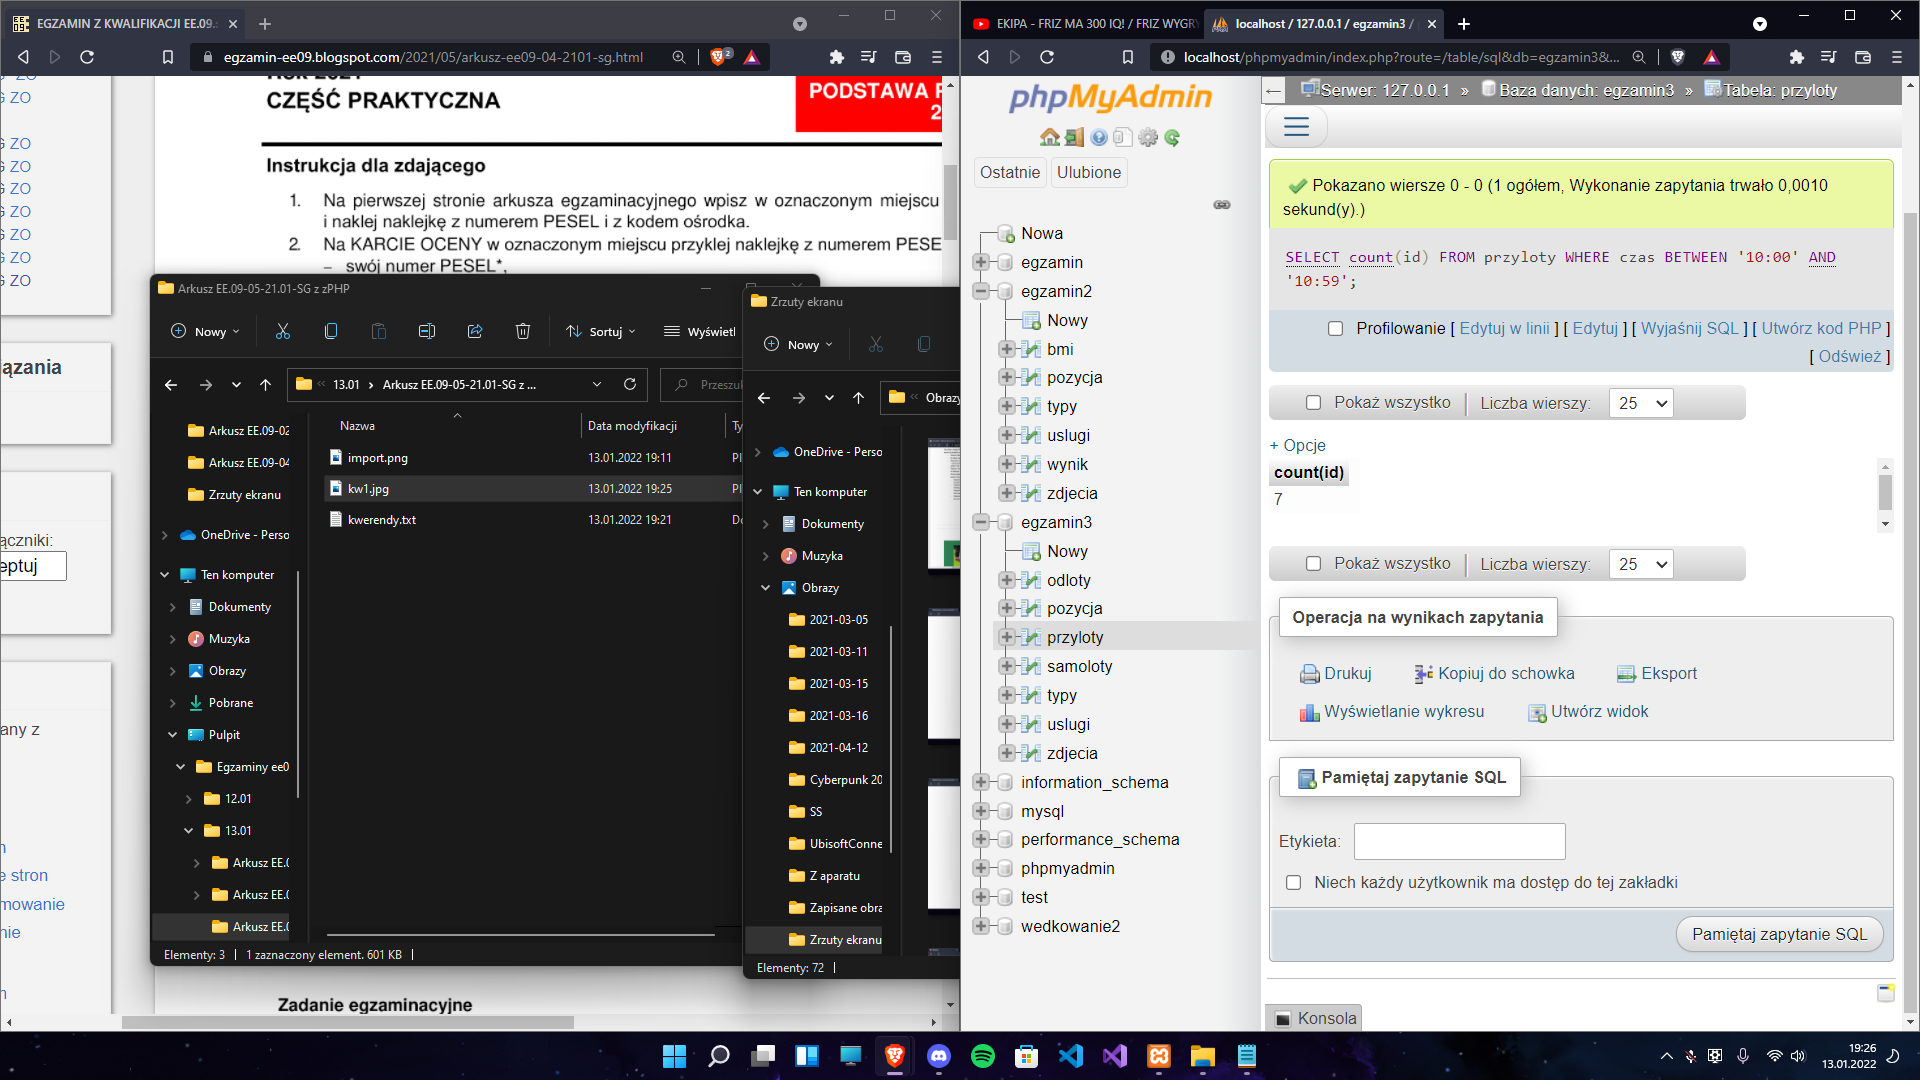 EGZAMIN Z KWALIFIKACJI EE.09.
egzamin-ee09.blogspot.com/2021/05/arkusz-ee09-04-2101-sg.html
2
G ZO
G ZO
G ZO
G ZO
G ZO
G ZO
G ZO
G ZO
iązania
ączniki:
eptuj
any z
e stron
mowanie
nie
CZĘŚĆ PRAKTYCZNA
PODSTAWA P
2
Instrukcja dla zdającego
1. Na pierwszej stronie arkusza egzaminacyjnego wpisz w oznaczonym miejscu
i naklej naklejkę z numerem PESEL i z kodem ośrodka.
2. Na KARCIE OCENY w oznaczonym miejscu przyklej naklejkę z numerem PESE
– swój numer PESEL*,
Zadanie egzaminacyjne
Arkusz EE.09-05-21.01-SG z zPHP
Nowy
Sortuj
Wyświetl
13.01 › Arkusz EE.09-05-21.01-SG z ...
Przeszuk
Arkusz EE.09-02
Arkusz EE.09-04
Zrzuty ekranu
OneDrive - Perso
Ten komputer
Dokumenty
Muzyka
Obrazy
Pobrane
Pulpit
Egzaminy ee0
12.01
13.01
Arkusz EE.0
Arkusz EE.0
Arkusz EE.0
Nazwa Data modyfikacji Ty
import.png 13.01.2022 19:11 Pl
kw1.jpg 13.01.2022 19:25 Pl
kwerendy.txt 13.01.2022 19:21 Do
Elementy: 3 1 zaznaczony element. 601 KB
Zrzuty ekranu
Nowy
Obrazy
OneDrive - Perso
Ten komputer
Dokumenty
Muzyka
Obrazy
2021-03-05
2021-03-11
2021-03-15
2021-03-16
2021-04-12
Cyberpunk 20
SS
UbisoftConne
Z aparatu
Zapisane obra
Zrzuty ekranu
Elementy: 72
EKIPA - FRIZ MA 300 IQ! / FRIZ WYGRY
localhost / 127.0.0.1 / egzamin3 /
localhost/phpmyadmin/index.php?route=/table/sql&db=egzamin3&...
phpMyAdmin
Ostatnie
Ulubione
Nowa
egzamin
egzamin2
Nowy
bmi
pozycja
typy
uslugi
wynik
zdjecia
egzamin3
Nowy
odloty
pozycja
przyloty
samoloty
typy
uslugi
zdjecia
information_schema
mysql
performance_schema
phpmyadmin
test
wedkowanie2
Serwer: 127.0.0.1 » Baza danych: egzamin3 » Tabela: przyloty
Pokazano wiersze 0 - 0 (1 ogółem, Wykonanie zapytania trwało 0,0010
sekund(y).)
SELECT count(id) FROM przyloty WHERE czas BETWEEN '10:00' AND
'10:59';
Profilowanie [ Edytuj w linii ] [ Edytuj ] [ Wyjaśnij SQL ] [ Utwórz kod PHP ]
[ Odśwież ]
Pokaż wszystko Liczba wierszy: 25
+ Opcje
count(id)
7
Pokaż wszystko Liczba wierszy: 25
Operacja na wynikach zapytania
Drukuj Kopiuj do schowka Eksport
Wyświetlanie wykresu Utwórz widok
Pamiętaj zapytanie SQL
Etykieta:
Niech każdy użytkownik ma dostęp do tej zakładki
Pamiętaj zapytanie SQL
Konsola
19:26
13.01.2022